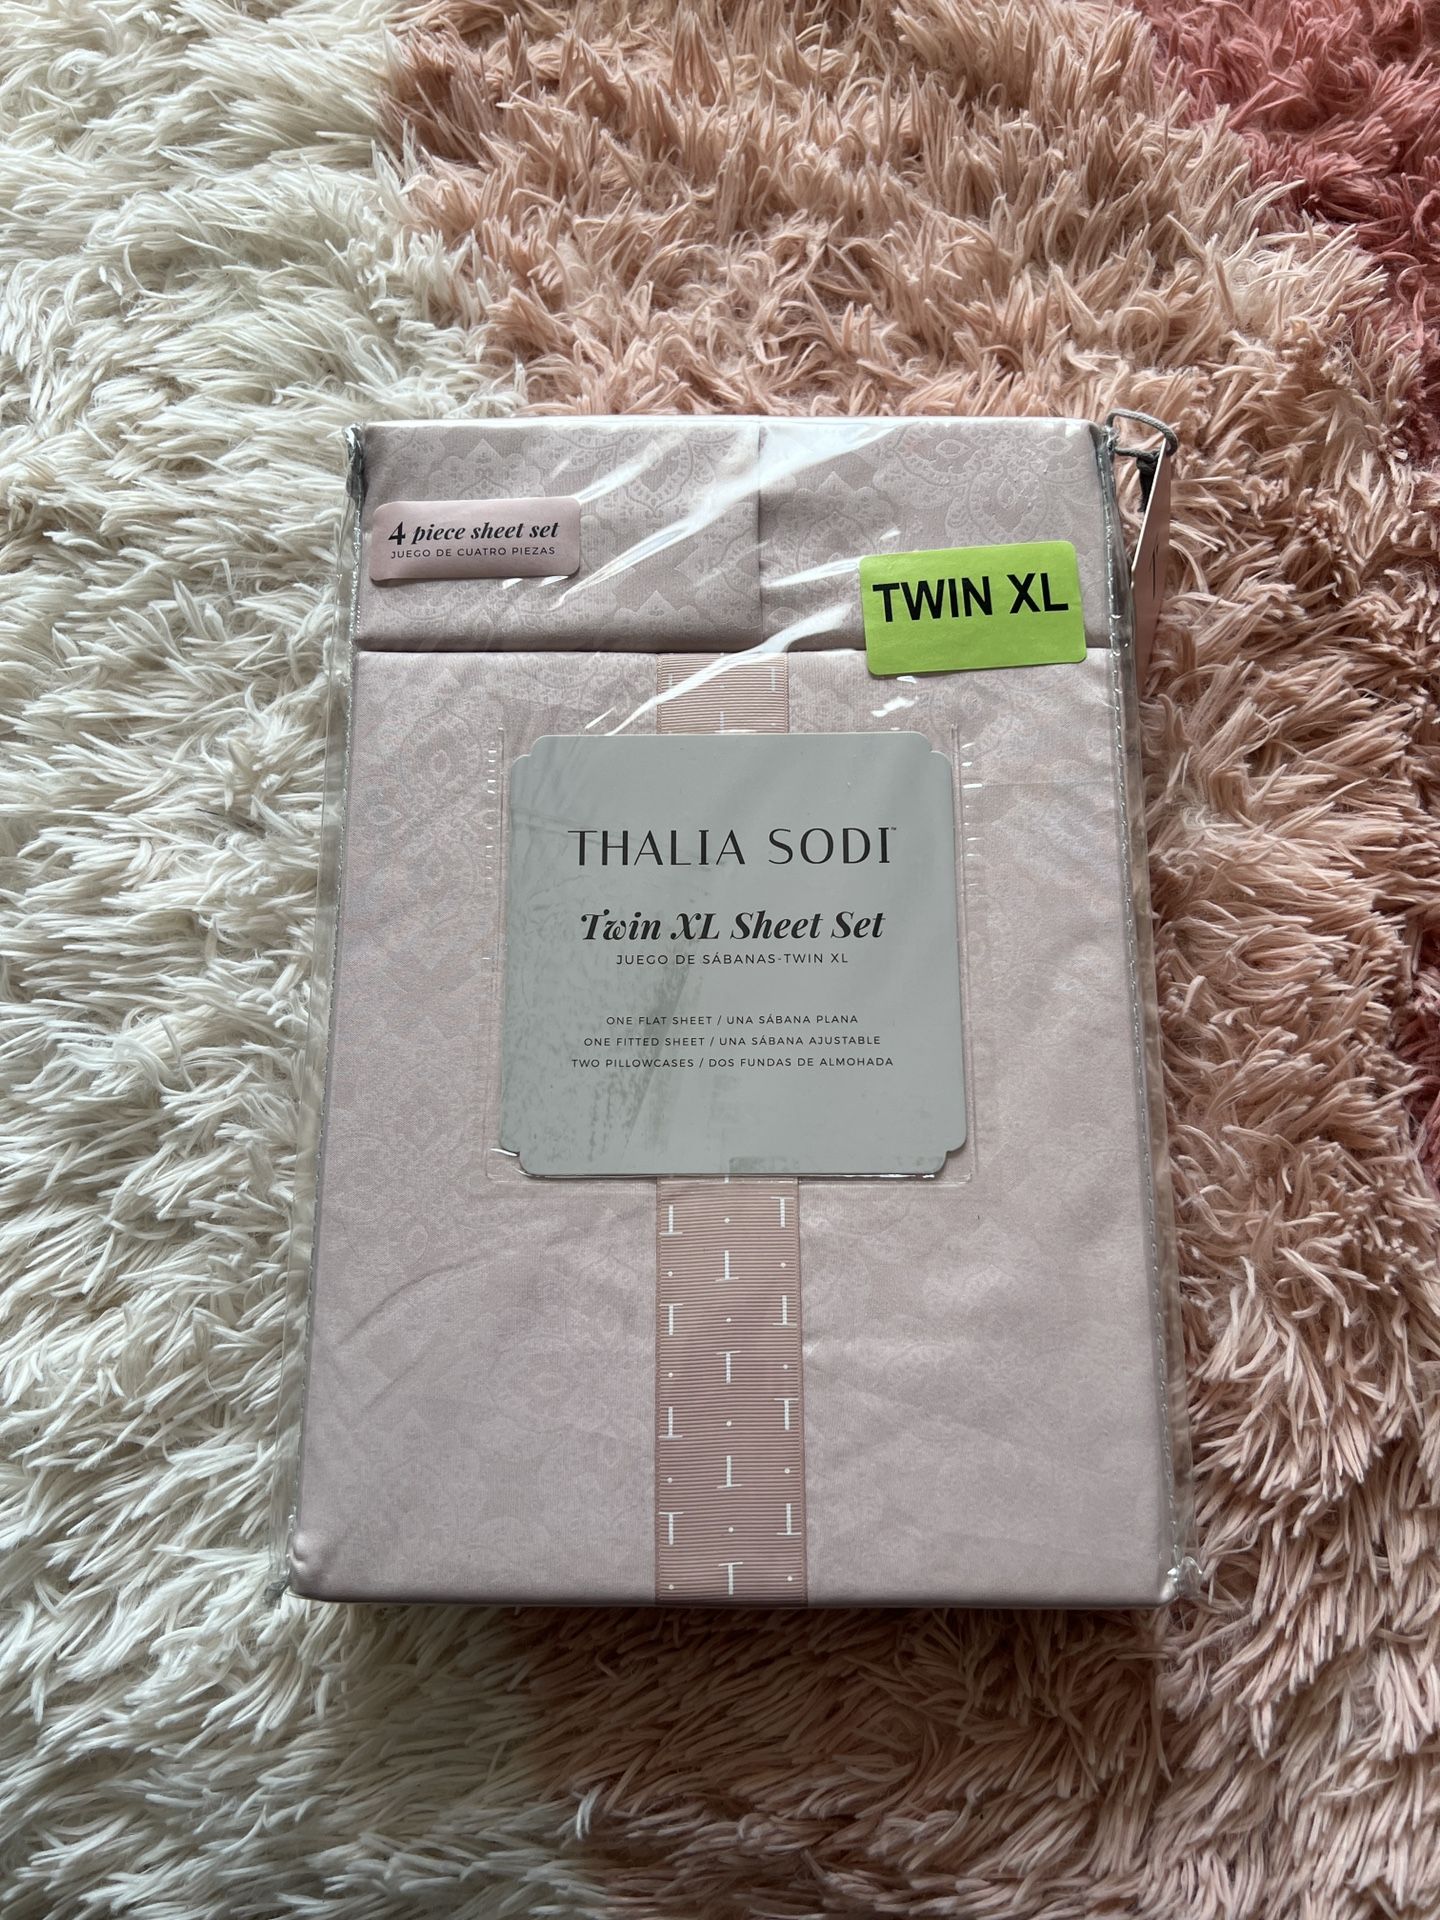 4 piece sheet set
JUEGO DE CUATRO PIEZAS
TWIN XL
THALIA SODI™
Twin XL Sheet Set
JUEGO DE SÁBANAS-TWIN XL
ONE FLAT SHEET / UNA SÁBANA PLANA
ONE FITTED SHEET / UNA SÁBANA AJUSTABLE
TWO PILLOWCASES / DOS FUNDAS DE ALMOHADA